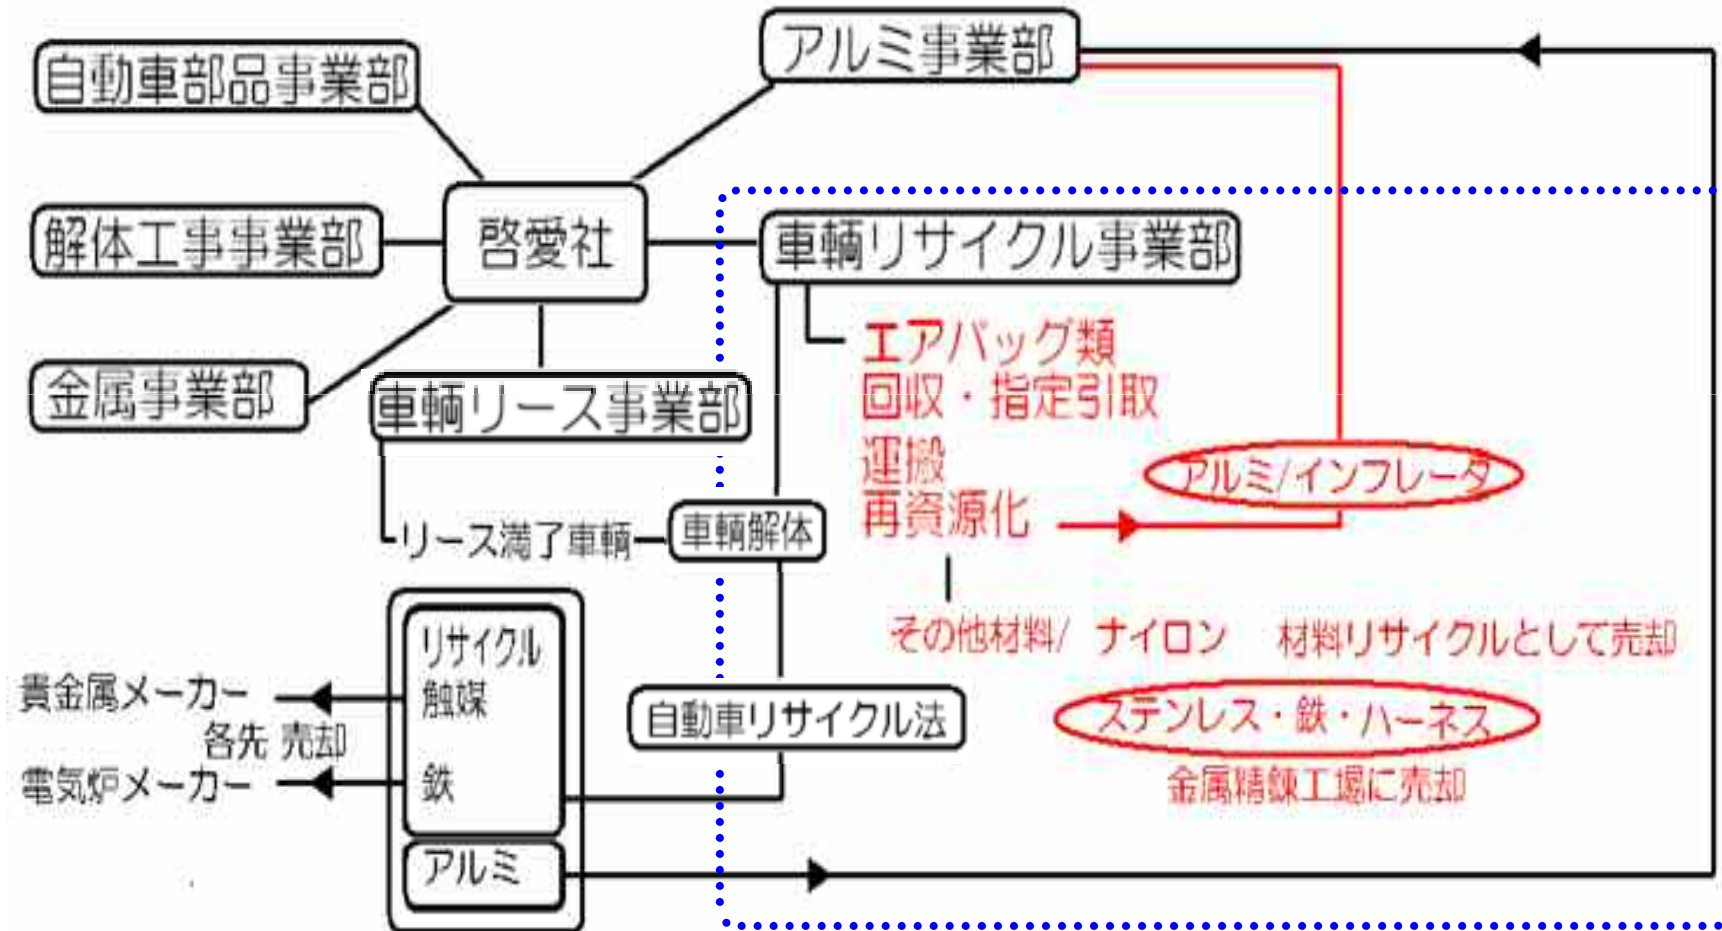 アルミ事業部
自動車部品事業部
解体工事事業部
啓愛社
車輌リサイクル事業部
金属事業部
車輌リース事業部
エアバッグ類
回収・指定引取
運搬
再資源化
アルミ/インフレータ
リース満了車輌
車輌解体
その他材料/ ナイロン 材料リサイクルとして売却
ステンレス・鉄・ハーネス
金属精錬工場に売却
自動車リサイクル法
リサイクル
触媒
鉄
アルミ
貴金属メーカー
各先 売却
電気炉メーカー